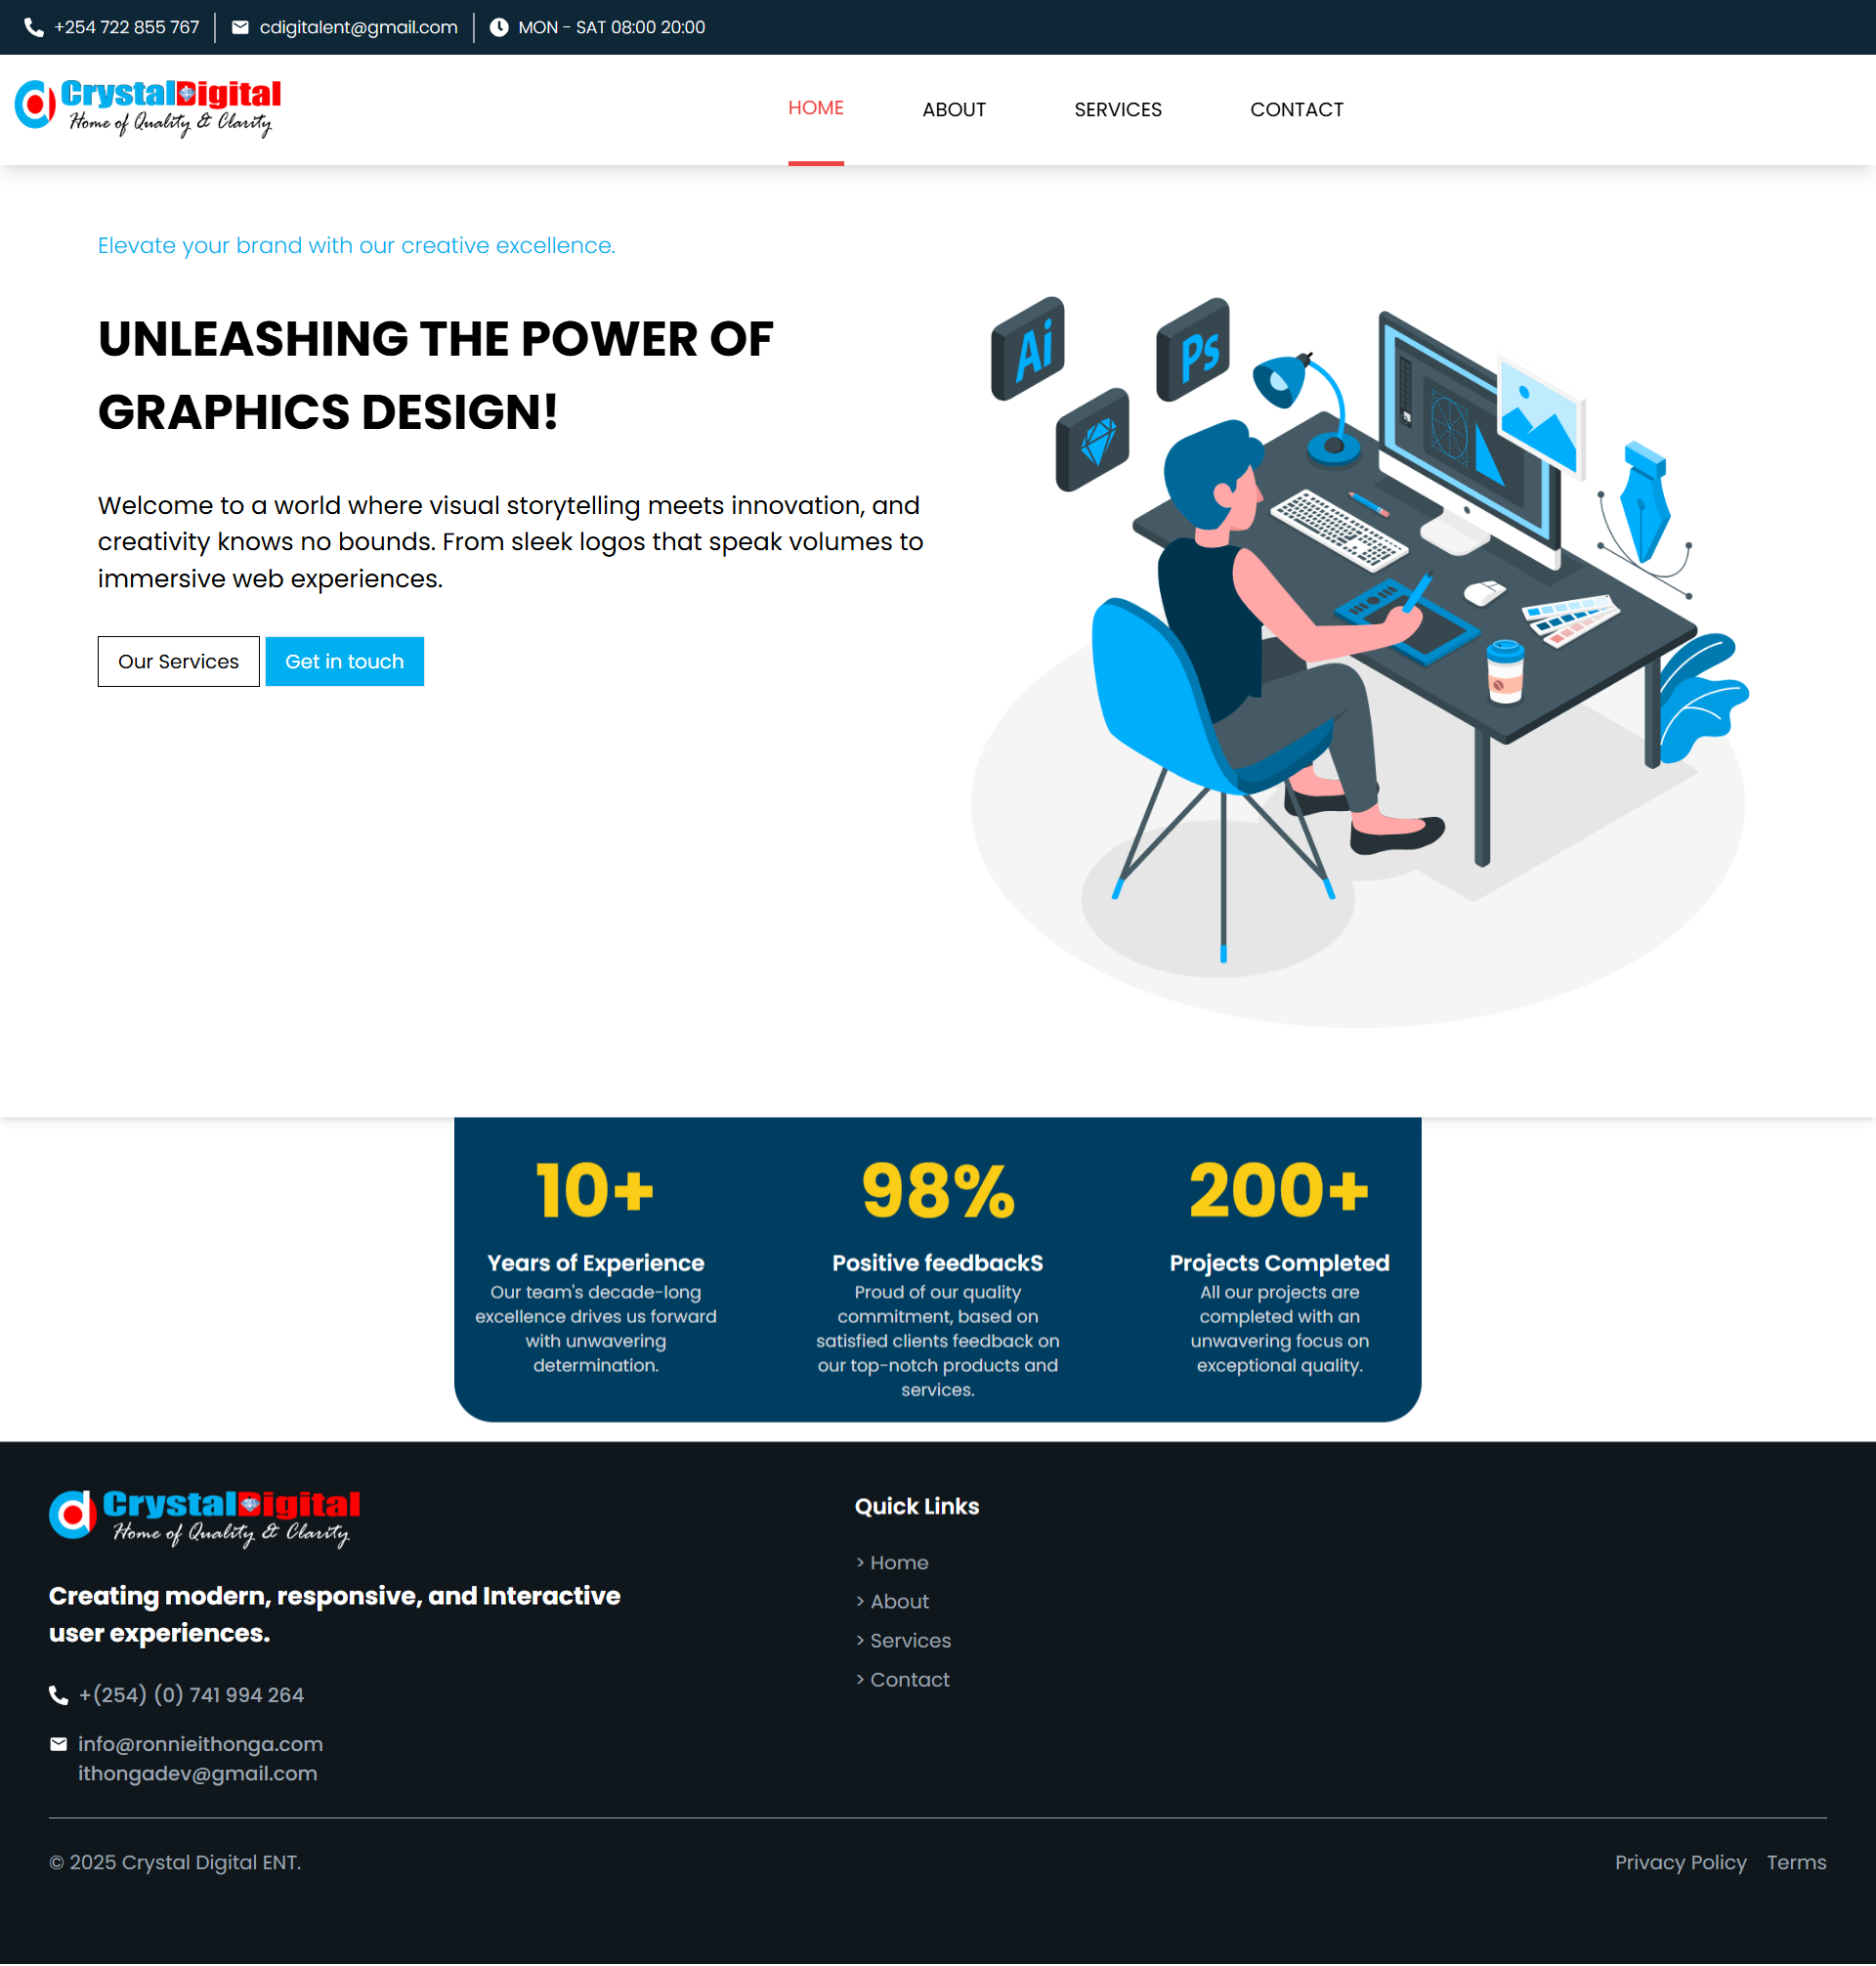 +254 722 855 767
cdigitalent@gmail.com
MON - SAT 08:00 20:00
CrystalDigital
Home of Quality & Clarity
HOME
ABOUT
SERVICES
CONTACT
Elevate your brand with our creative excellence.
UNLEASHING THE POWER OF
GRAPHICS DESIGN!
Welcome to a world where visual storytelling meets innovation, and
creativity knows no bounds. From sleek logos that speak volumes to
immersive web experiences.
Our Services
Get in touch
Ai
Ps
10+
Years of Experience
Our team's decade-long
excellence drives us forward
with unwavering
determination.
98%
Positive feedbackS
Proud of our quality
commitment, based on
satisfied clients feedback on
our top-notch products and
services.
200+
Projects Completed
All our projects are
completed with an
unwavering focus on
exceptional quality.
CrystalDigital
Home of Quality & Clarity
Creating modern, responsive, and Interactive
user experiences.
+(254) (0) 741 994 264
info@ronnieithonga.com
ithongadev@gmail.com
Quick Links
> Home
> About
> Services
> Contact
© 2025 Crystal Digital ENT.
Privacy Policy
Terms